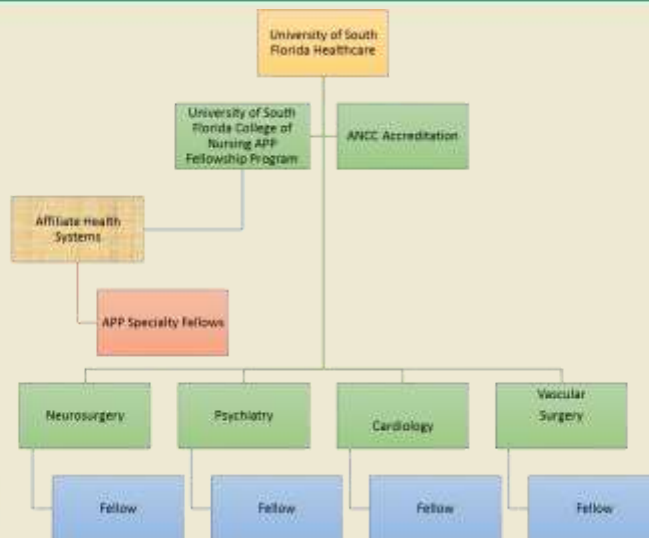 University of South
Florida Healthcare
University of South
Florida College of
Nursing APP
Fellowship Program
ANCC Accreditation
Affiliate Health
Systems
APP Specialty Fellows
Neurosurgery
Psychiatry
Cardiology
Vascular
Surgery
Fellow
Fellow
Fellow
Fellow